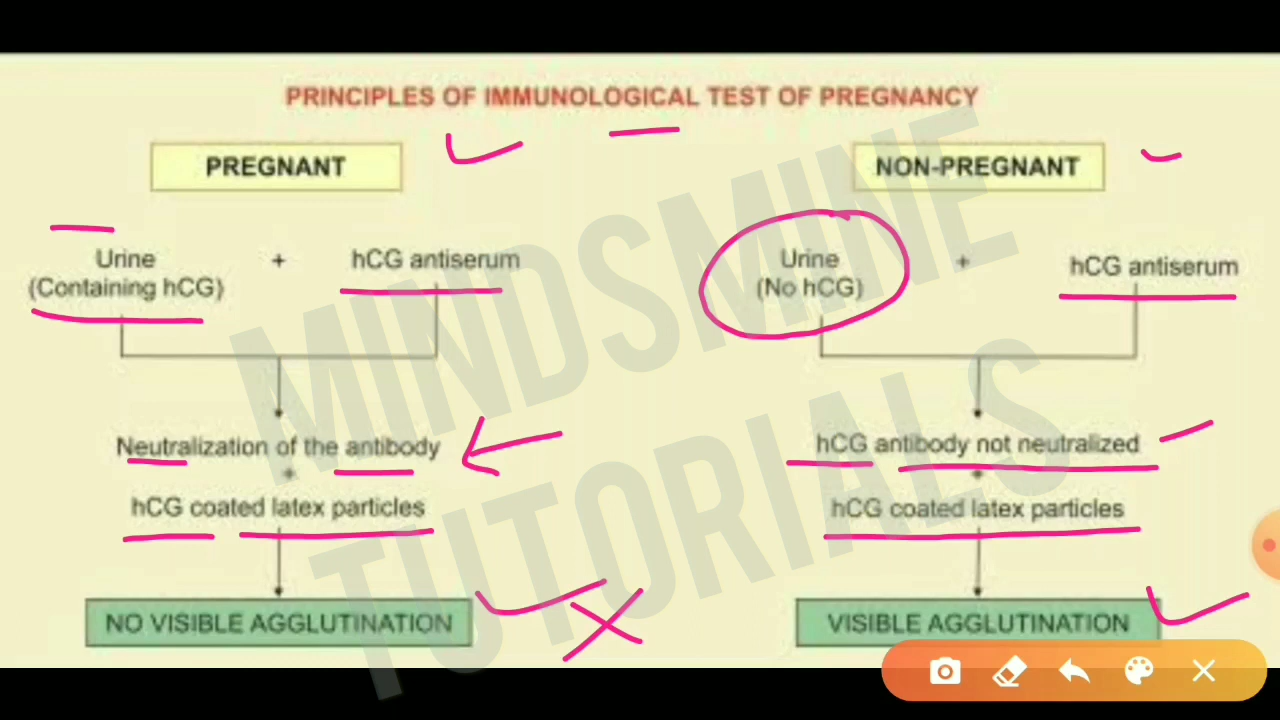 PRINCIPLES OF IMMUNOLOGICAL TEST OF PREGNANCY
PREGNANT
Urine
(Containing hCG)
+
hCG antiserum
Neutralization of the antibody
+
hCG coated latex particles
NO VISIBLE AGGLUTINATION
NON-PREGNANT
Urine
(No hCG)
+
hCG antiserum
hCG antibody not neutralized
+
hCG coated latex particles
VISIBLE AGGLUTINATION
MINDSMINE
TUTORIALS